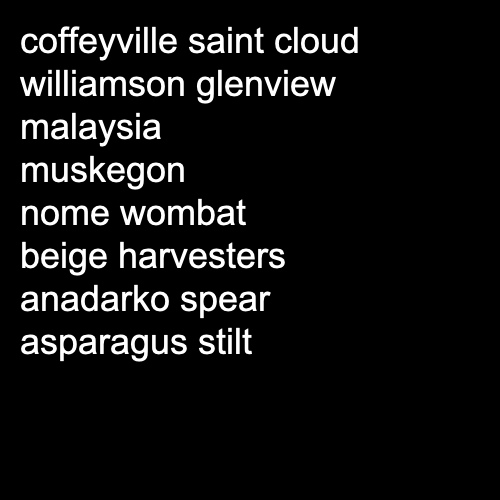 coffeyville saint cloud
williamson glenview
malaysia
muskegon
nome wombat
beige harvesters
anadarko spear
asparagus stilt